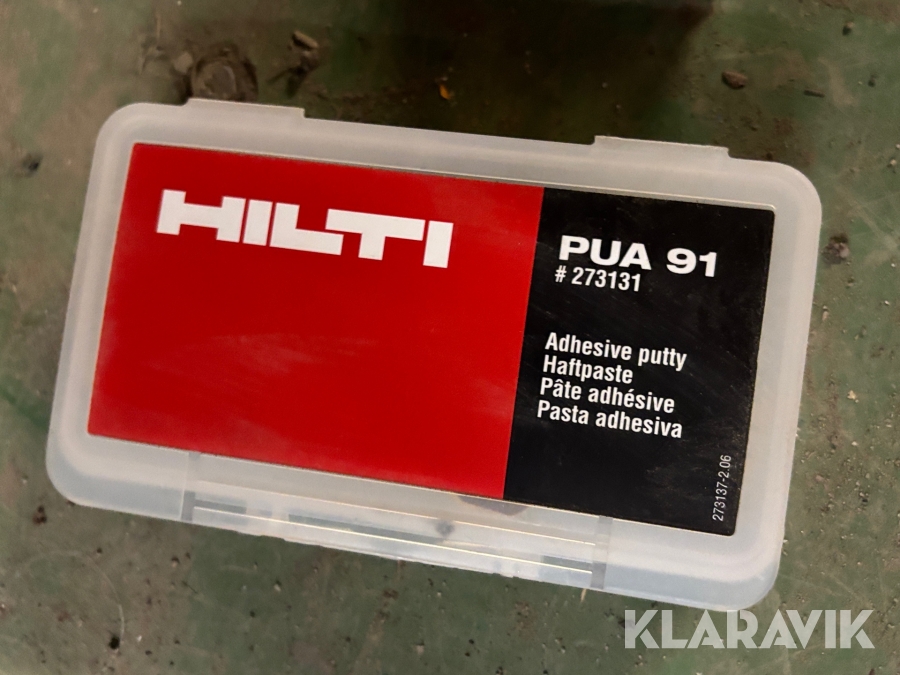 HILTI
PUA 91
# 273131
Adhesive putty
Haftpaste
Pâte adhésive
Pasta adhesiva
273137-2.06
KLARAVIK